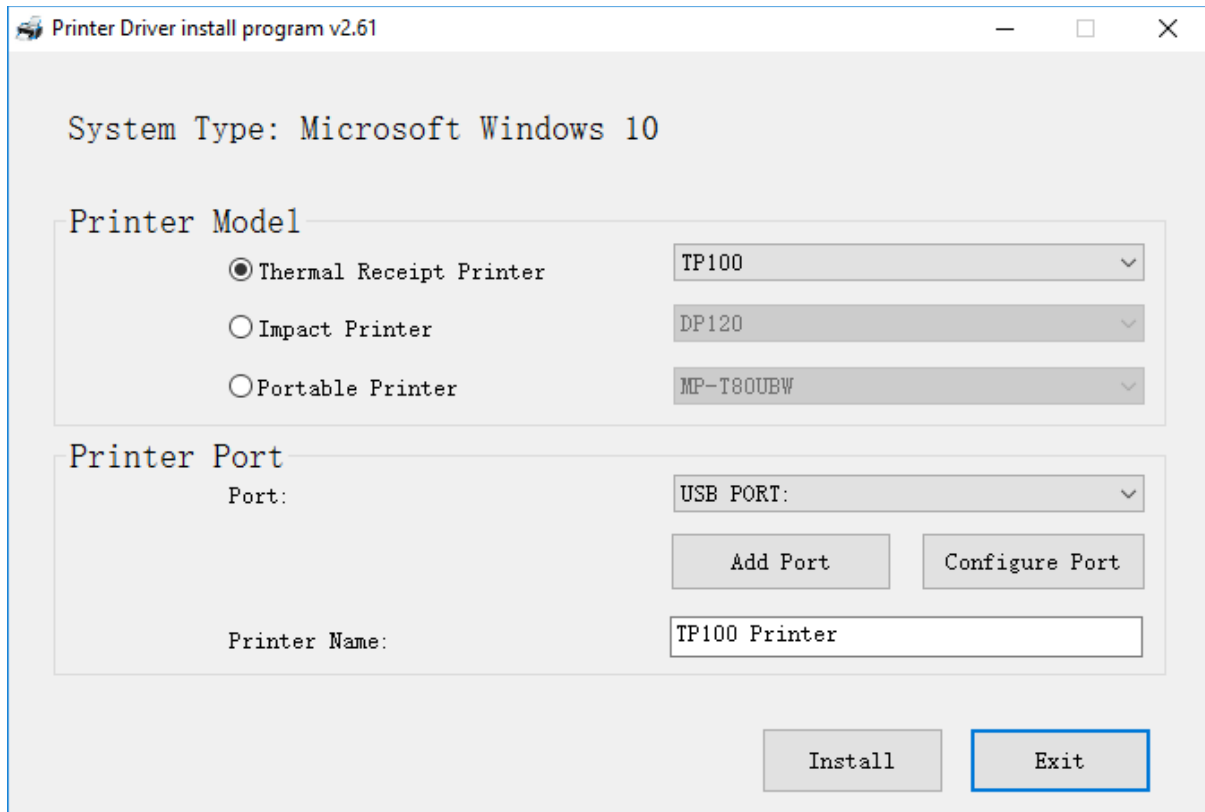 Printer Driver install program v2.61
System Type: Microsoft Windows 10
Printer Model
Thermal Receipt Printer
TP100
Impact Printer
DP120
Portable Printer
MP-T80UBW
Printer Port
Port:
USB PORT:
Add Port
Configure Port
Printer Name:
TP100 Printer
Install
Exit